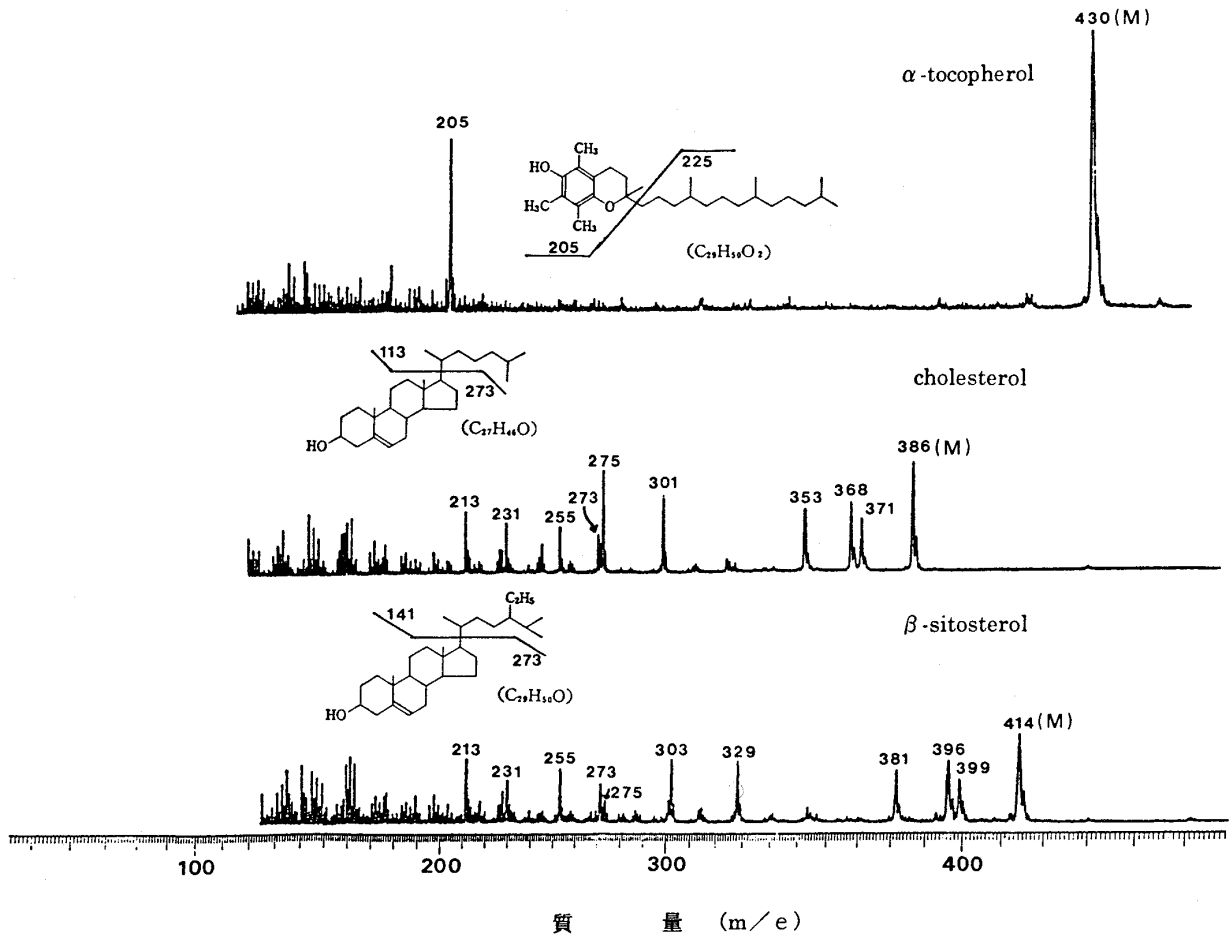 430(M)
α-tocopherol
205
CH₃
HO
225
H₃C
O
CH₃
205
(C₂₉H₅₀O₂)
113
cholesterol
273
(C₂₇H₄₆O)
HO
386(M)
275
301
273
353
368
371
213
231
255
C₂H₅
141
β-sitosterol
273
(C₂₉H₅₀O)
HO
414(M)
213
231
255
273
275
303
329
381
396
399
100 200 300 400
質 量 (m/e)